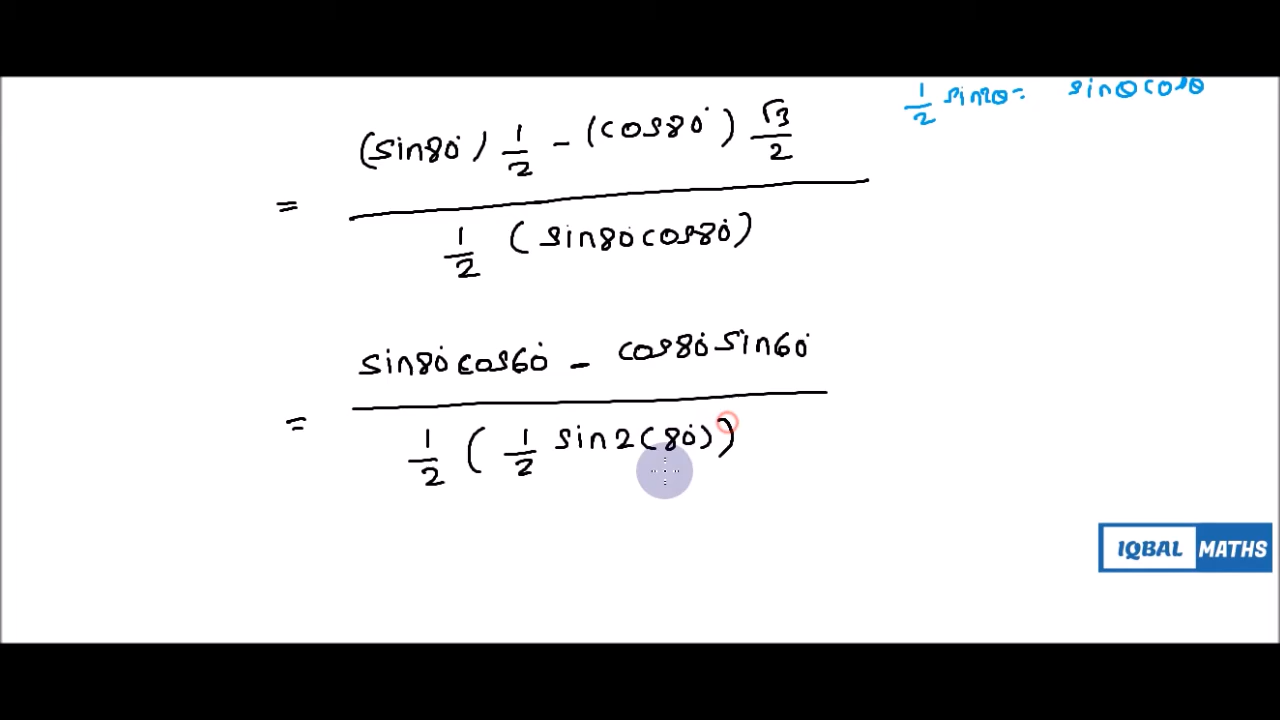 1/2 sin2θ = sinθcosθ
= ((sin80°) 1/2 - (cos80°) √3/2) / (1/2 (sin80°cos80°))
= (sin80°cos60° - cos80°sin60°) / (1/2 (1/2 sin2(80°)))
IQBAL MATHS